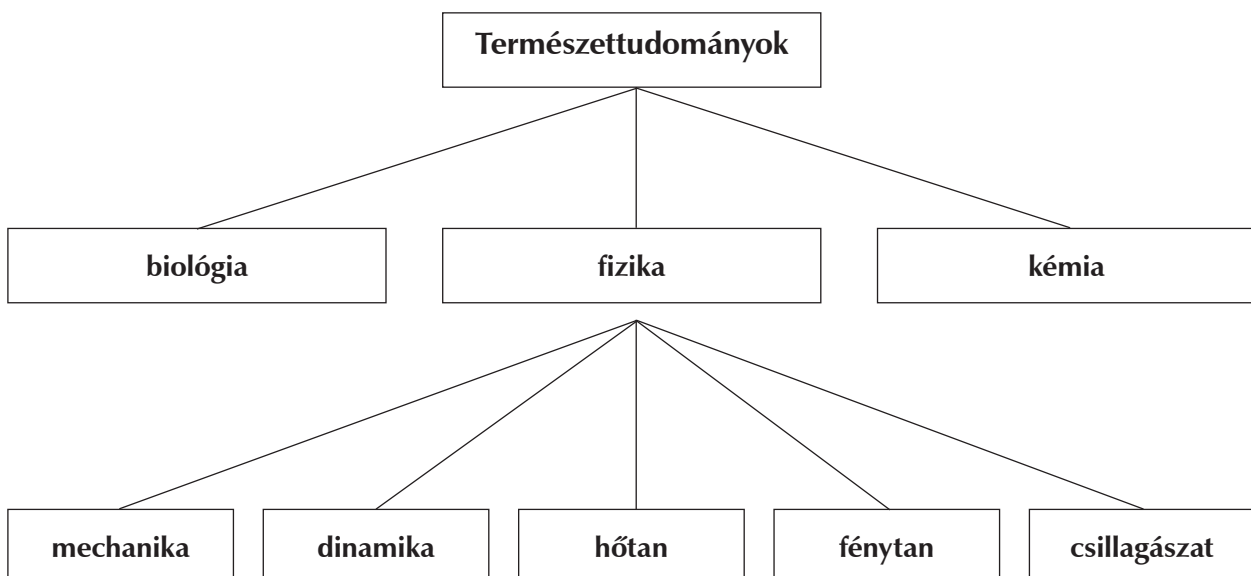 Természettudományok
biológia
fizika
kémia
mechanika
dinamika
hőtan
fénytan
csillagászat